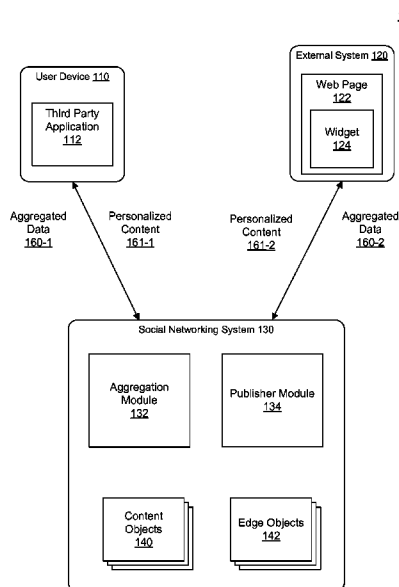 User Device 110
Third Party
Application
112
External System 120
Web Page
122
Widget
124
Aggregated
Data
160-1
Personalized
Content
161-1
Personalized
Content
161-2
Aggregated
Data
160-2
Social Networking System 130
Aggregation
Module
132
Publisher Module
134
Content
Objects
140
Edge Objects
142